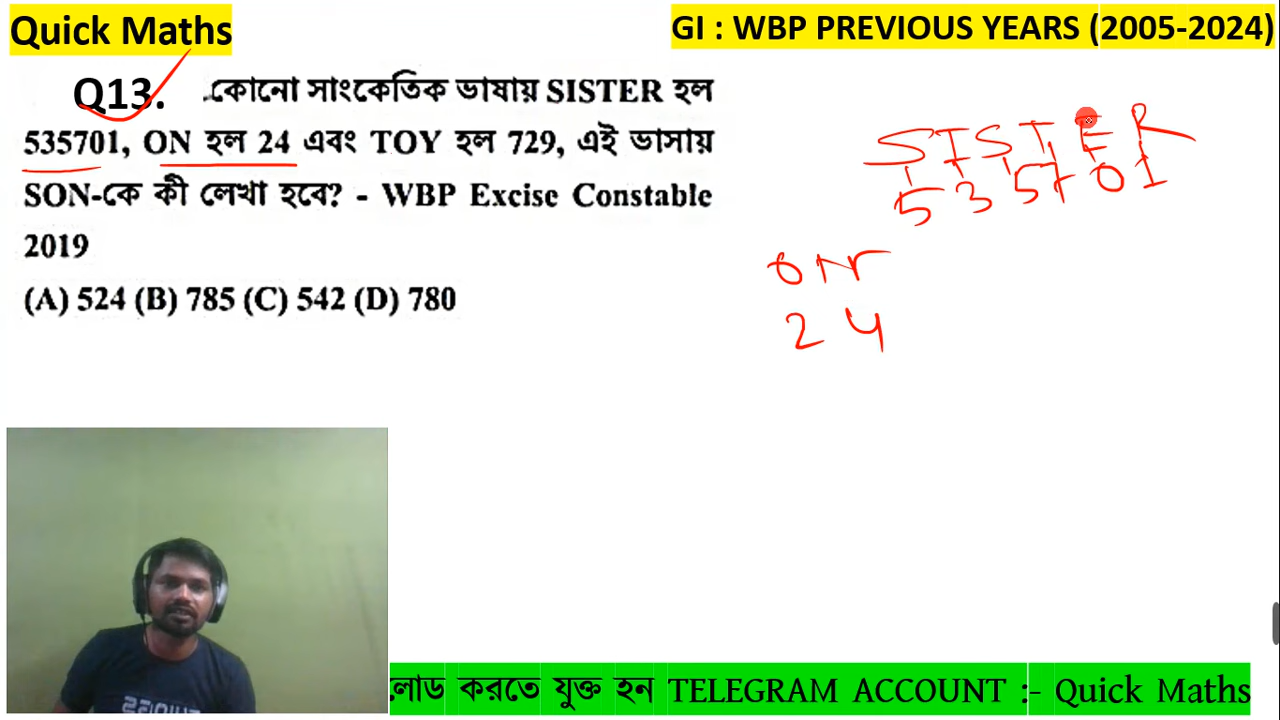 Quick Maths
GI : WBP PREVIOUS YEARS (2005-2024)
Q13. কোনো সাংকেতিক ভাষায় SISTER হল
535701, ON হল 24 এবং TOY হল 729, এই ভাসায়
SON-কে কী লেখা হবে? - WBP Excise Constable
2019
(A) 524 (B) 785 (C) 542 (D) 780
SISTER
535701
ON
24
লোড করতে যুক্ত হন TELEGRAM ACCOUNT :- Quick Maths